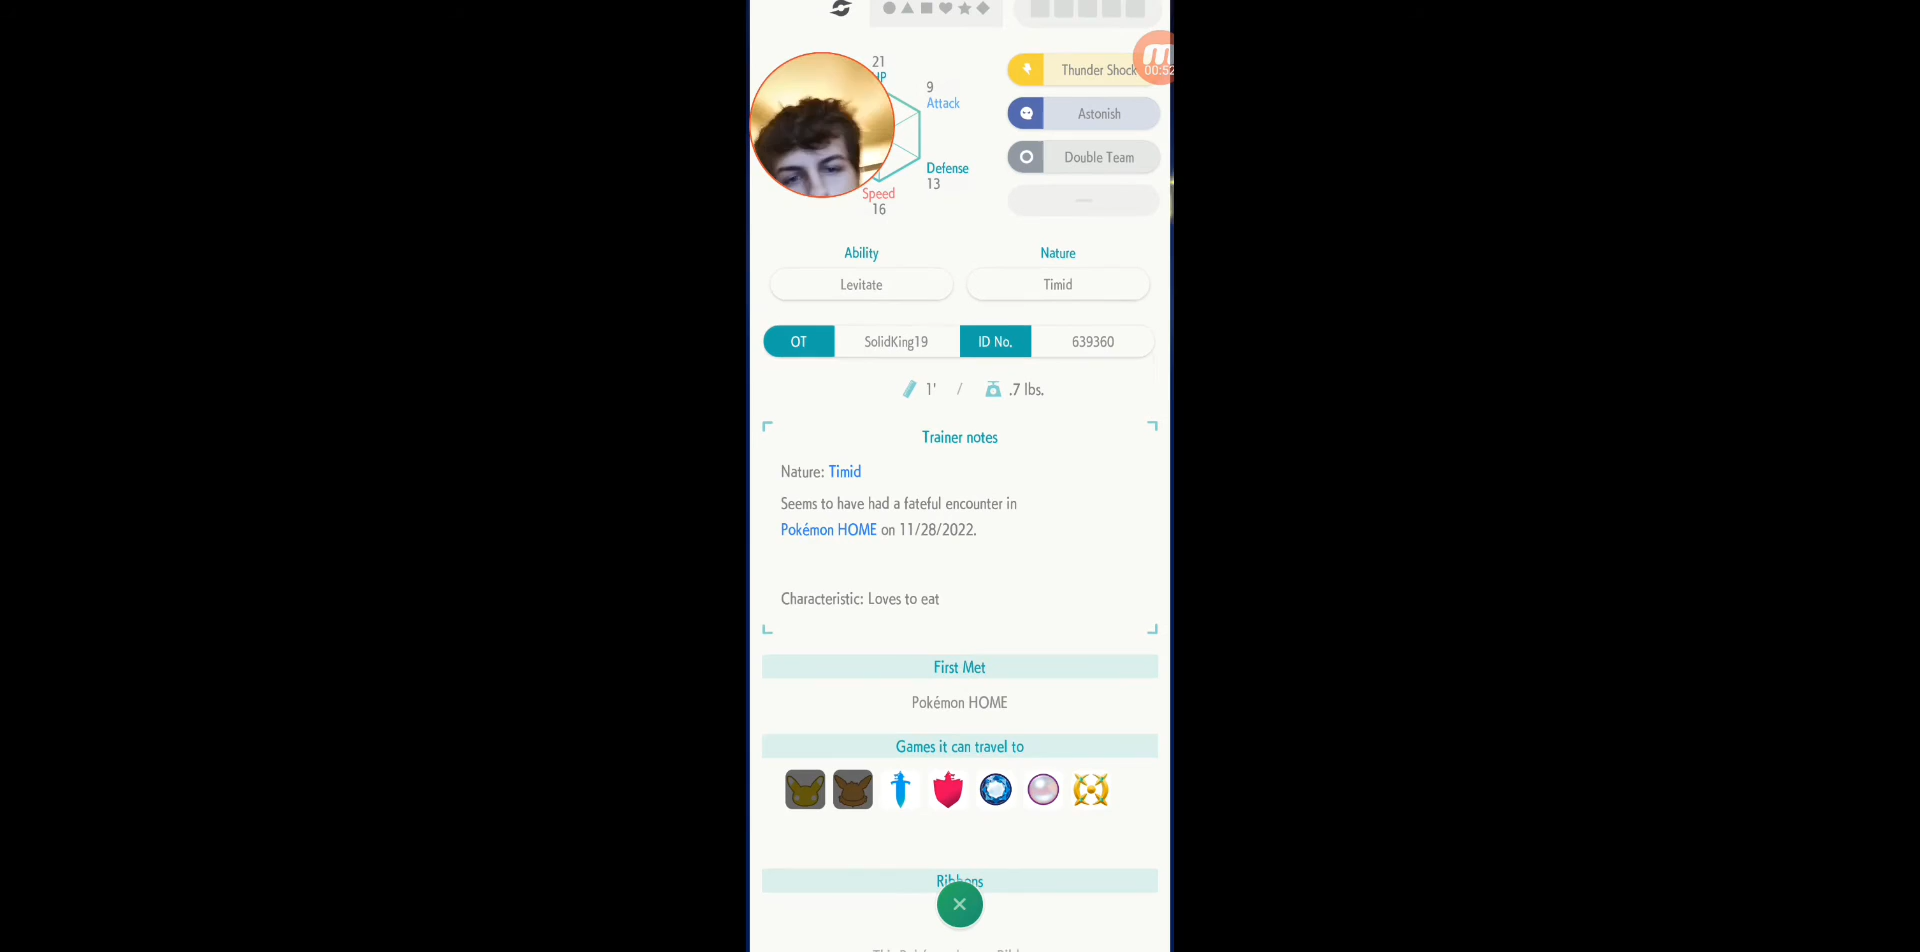 21
HP
9
Attack
Defense
13
Speed
16
Thunder Shock
00:52
Astonish
Double Team
Ability
Nature
Levitate
Timid
OT SolidKing19 ID No. 639360
1' / .7 lbs.
Trainer notes
Nature: Timid
Seems to have had a fateful encounter in
Pokémon HOME on 11/28/2022.
Characteristic: Loves to eat
First Met
Pokémon HOME
Games it can travel to
Ribbons